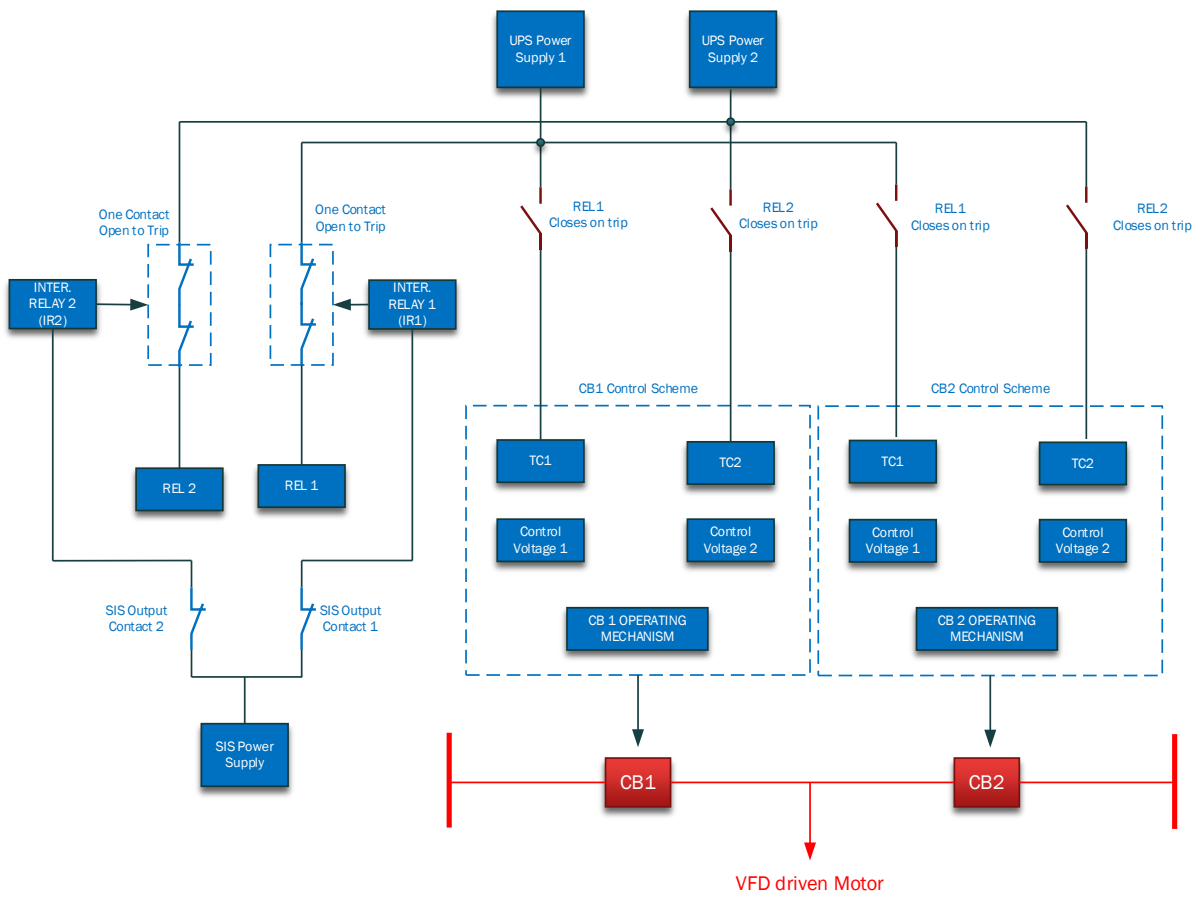 UPS Power
Supply 1
UPS Power
Supply 2
One Contact
Open to Trip
One Contact
Open to Trip
REL1
Closes on trip
REL2
Closes on trip
REL1
Closes on trip
REL2
Closes on trip
INTER.
RELAY 2
(IR2)
INTER.
RELAY 1
(IR1)
CB1 Control Scheme
CB2 Control Scheme
REL 2
REL 1
TC1
TC2
TC1
TC2
Control
Voltage 1
Control
Voltage 2
Control
Voltage 1
Control
Voltage 2
SIS Output
Contact 2
SIS Output
Contact 1
CB 1 OPERATING
MECHANISM
CB 2 OPERATING
MECHANISM
SIS Power
Supply
CB1
CB2
VFD driven Motor